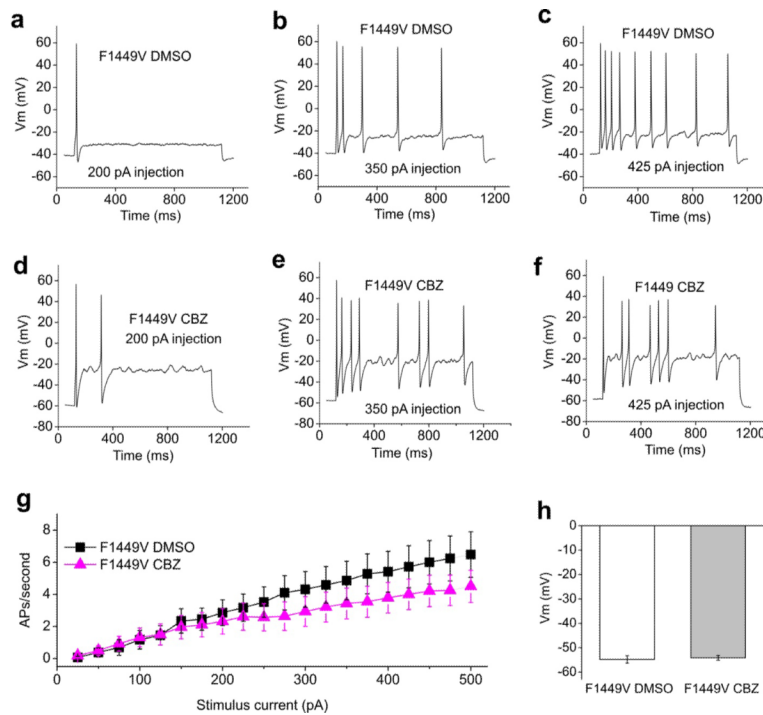 a
F1449V DMSO
Vm (mV)
60
40
20
0
-20
-40
-60
200 pA injection
0 400 800 1200
Time (ms)
b
F1449V DMSO
Vm (mV)
60
40
20
0
-20
-40
-60
350 pA injection
0 400 800 1200
Time (ms)
c
F1449V DMSO
Vm (mV)
60
40
20
0
-20
-40
-60
425 pA injection
0 400 800 1200
Time (ms)
d
F1449V CBZ
200 pA injection
Vm (mV)
60
40
20
0
-20
-40
-60
-80
0 400 800 1200
Time (ms)
e
F1449V CBZ
Vm (mV)
60
40
20
0
-20
-40
-60
-80
350 pA injection
0 400 800 1200
Time (ms)
f
F1449 CBZ
Vm (mV)
60
40
20
0
-20
-40
-60
-80
425 pA injection
0 400 800 1200
Time (ms)
g
F1449V DMSO
F1449V CBZ
APs/second
8
6
4
2
0
100 200 300 400 500
Stimulus current (pA)
h
Vm (mV)
0
-10
-20
-30
-40
-50
-60
F1449V DMSO F1449V CBZ